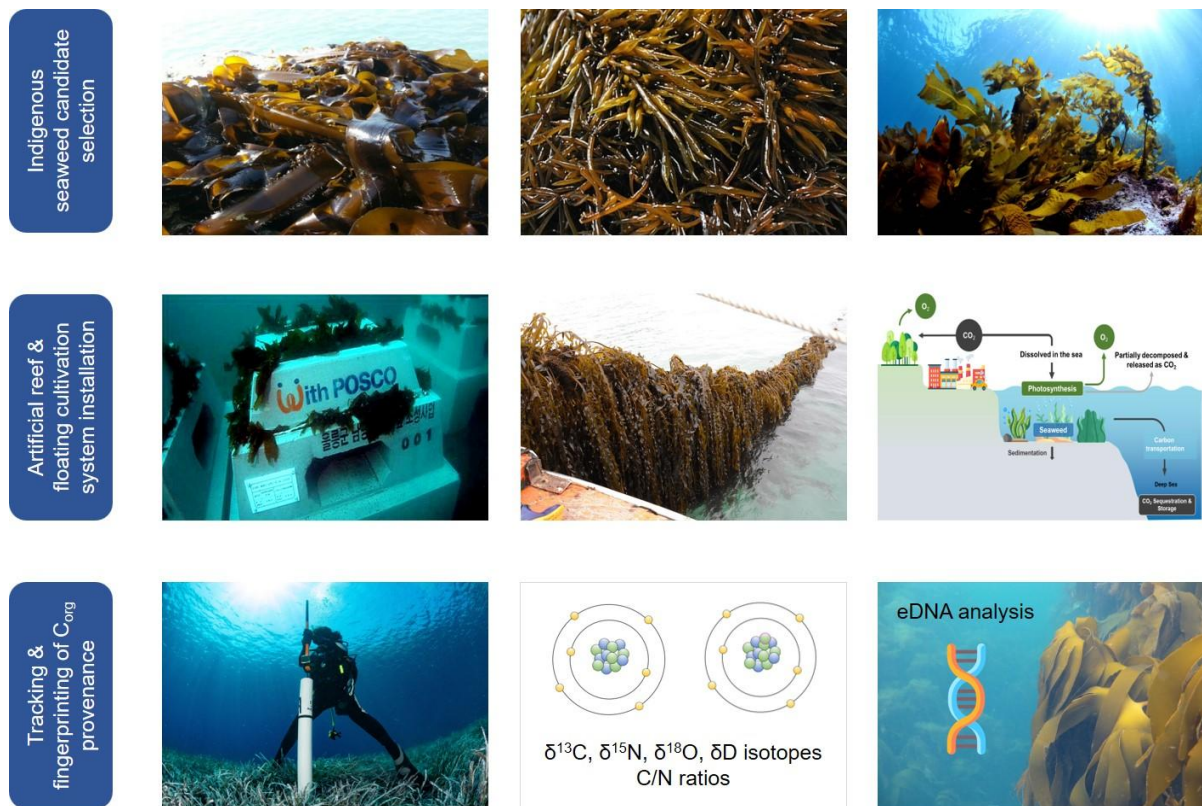 Indigenous
seaweed candidate
selection
Artificial reef &
floating cultivation
system installation
With POSCO
001
O₂
CO₂
O₂
Dissolved in the sea
Partially decomposed &
released as CO₂
Photosynthesis
Seaweed
Sedimentation
Carbon
transportation
Deep Sea
CO₂ Sequestration &
Storage
Tracking &
fingerprinting of Corg
provenance
δ¹³C, δ¹⁵N, δ¹⁸O, δD isotopes
C/N ratios
eDNA analysis